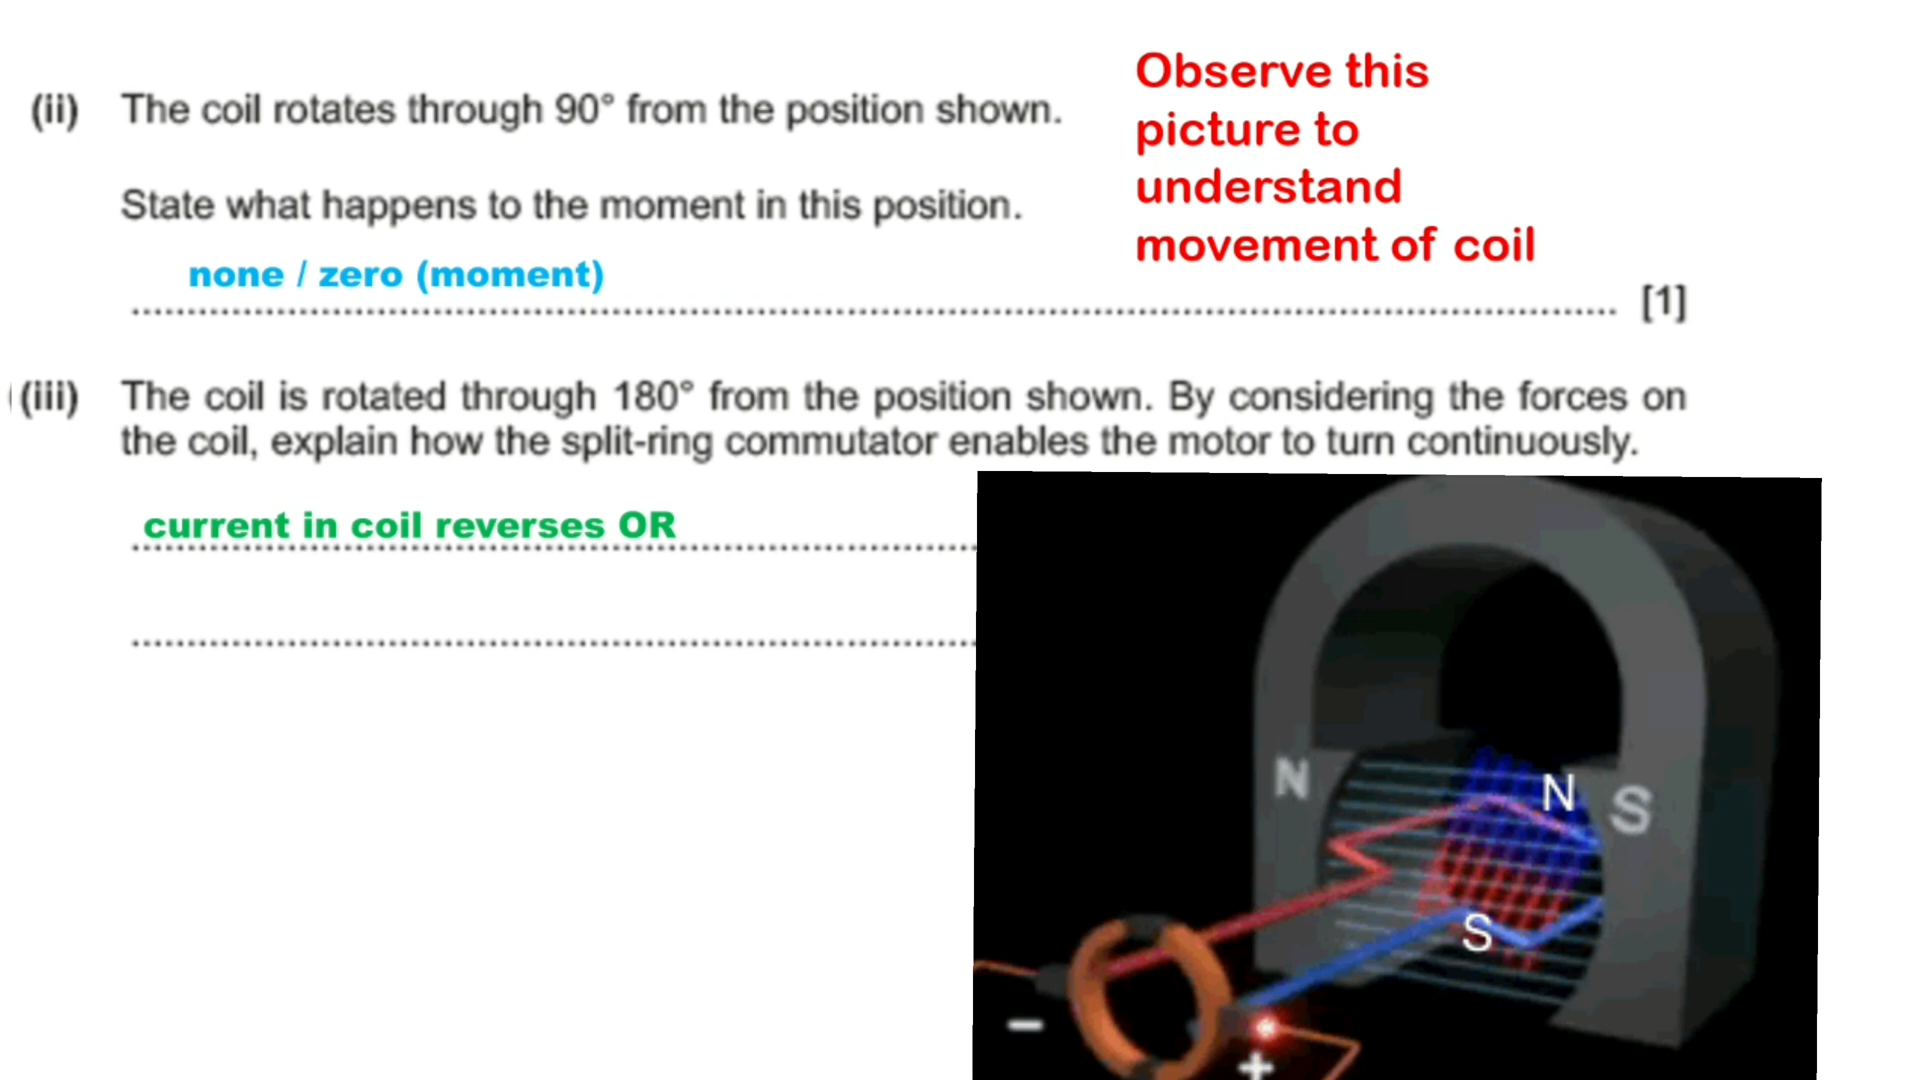 (ii) The coil rotates through 90° from the position shown.
State what happens to the moment in this position.
none / zero (moment)
[1]
Observe this
picture to
understand
movement of coil
(iii) The coil is rotated through 180° from the position shown. By considering the forces on
the coil, explain how the split-ring commutator enables the motor to turn continuously.
current in coil reverses OR
N
N
S
S
–
+